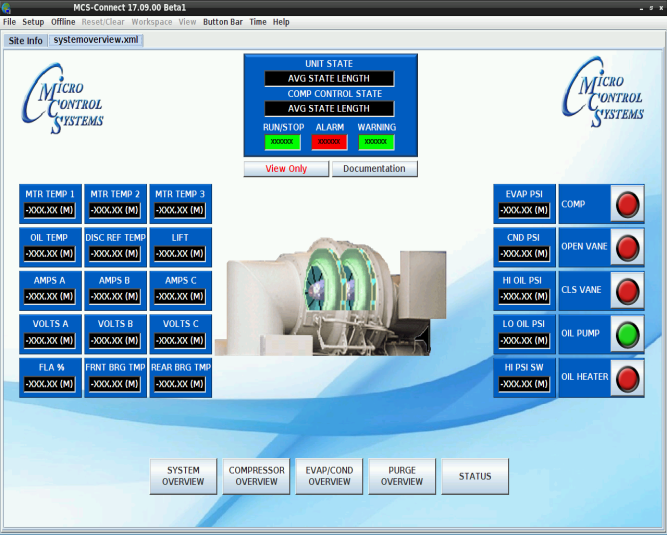 MCS-Connect 17.09.00 Beta1
File Setup Offline Reset/Clear Workspace View Button Bar Time Help
Site Info systemoverview.xml
MICRO
CONTROL
SYSTEMS
UNIT STATE
AVG STATE LENGTH
COMP CONTROL STATE
AVG STATE LENGTH
RUN/STOP ALARM WARNING
XXXXXX XXXXXX XXXXXX
View Only Documentation
MICRO
CONTROL
SYSTEMS
MTR TEMP 1 MTR TEMP 2 MTR TEMP 3
-XXX.XX (M) -XXX.XX (M) -XXX.XX (M)
OIL TEMP DISC REF TEMP LIFT
-XXX.XX (M) -XXX.XX (M) -XXX.XX (M)
AMPS A AMPS B AMPS C
-XXX.XX (M) -XXX.XX (M) -XXX.XX (M)
VOLTS A VOLTS B VOLTS C
-XXX.XX (M) -XXX.XX (M) -XXX.XX (M)
FLA % FRNT BRG TMP REAR BRG TMP
-XXX.XX (M) -XXX.XX (M) -XXX.XX (M)
EVAP PSI
-XXX.XX (M)
COMP
CND PSI
-XXX.XX (M)
OPEN VANE
HI OIL PSI
-XXX.XX (M)
CLS VANE
LO OIL PSI
-XXX.XX (M)
OIL PUMP
HI PSI SW
-XXX.XX (M)
OIL HEATER
SYSTEM
OVERVIEW
COMPRESSOR
OVERVIEW
EVAP/COND
OVERVIEW
PURGE
OVERVIEW
STATUS